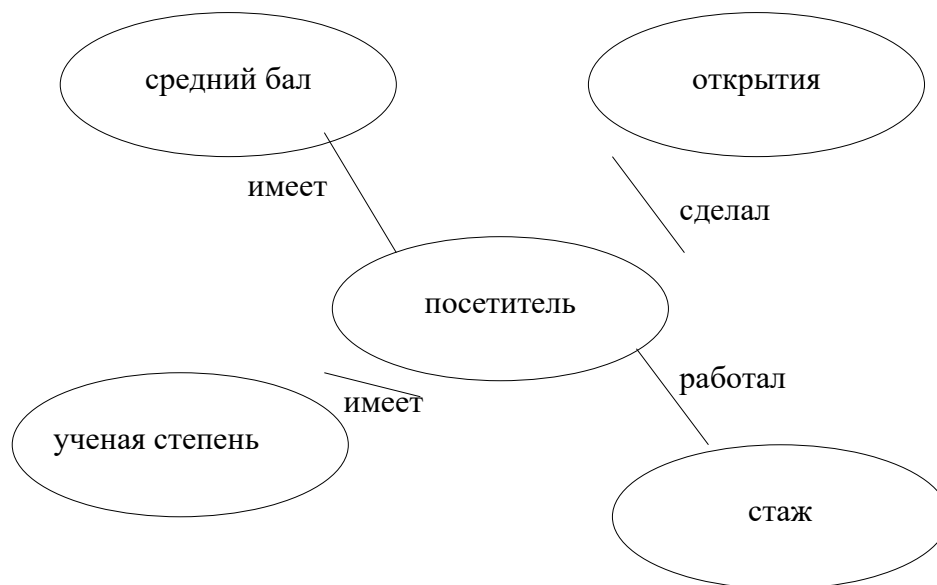 средний бал
открытия
имеет
сделал
посетитель
работал
имеет
ученая степень
стаж